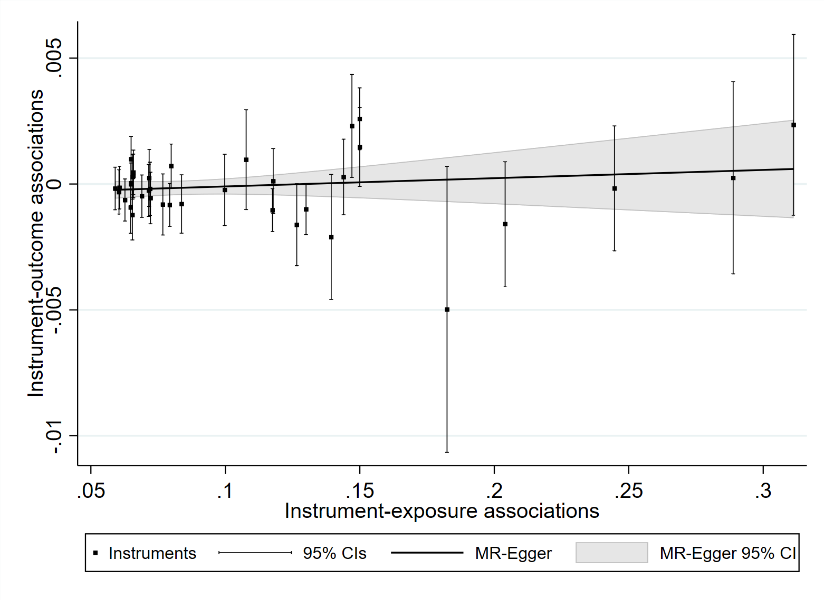 Instrument-outcome associations
.005
0
-.005
-.01
.05 .1 .15 .2 .25 .3
Instrument-exposure associations
Instruments 95% CIs MR-Egger MR-Egger 95% CI